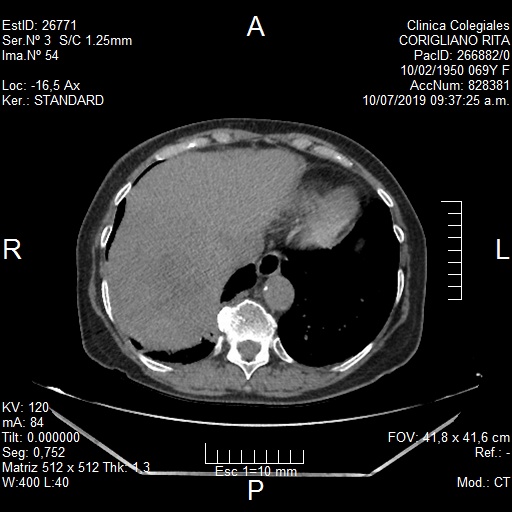 EstID: 26771
Ser.Nº 3 S/C 1.25mm
Ima.Nº 54
Loc: -16,5 Ax
Ker.: STANDARD
A
Clinica Colegiales
CORIGLIANO RITA
PacID: 266882/0
10/02/1950 069Y F
AccNum: 828381
10/07/2019 09:37:25 a.m.
R
L
KV: 120
mA: 84
Tilt: 0.000000
Seg: 0,752
Matriz 512 x 512 Thk: 1.3
W:400 L:40
Esc 1=10 mm
P
FOV: 41,8 x 41,6 cm
Ref.: -
Mod.: CT